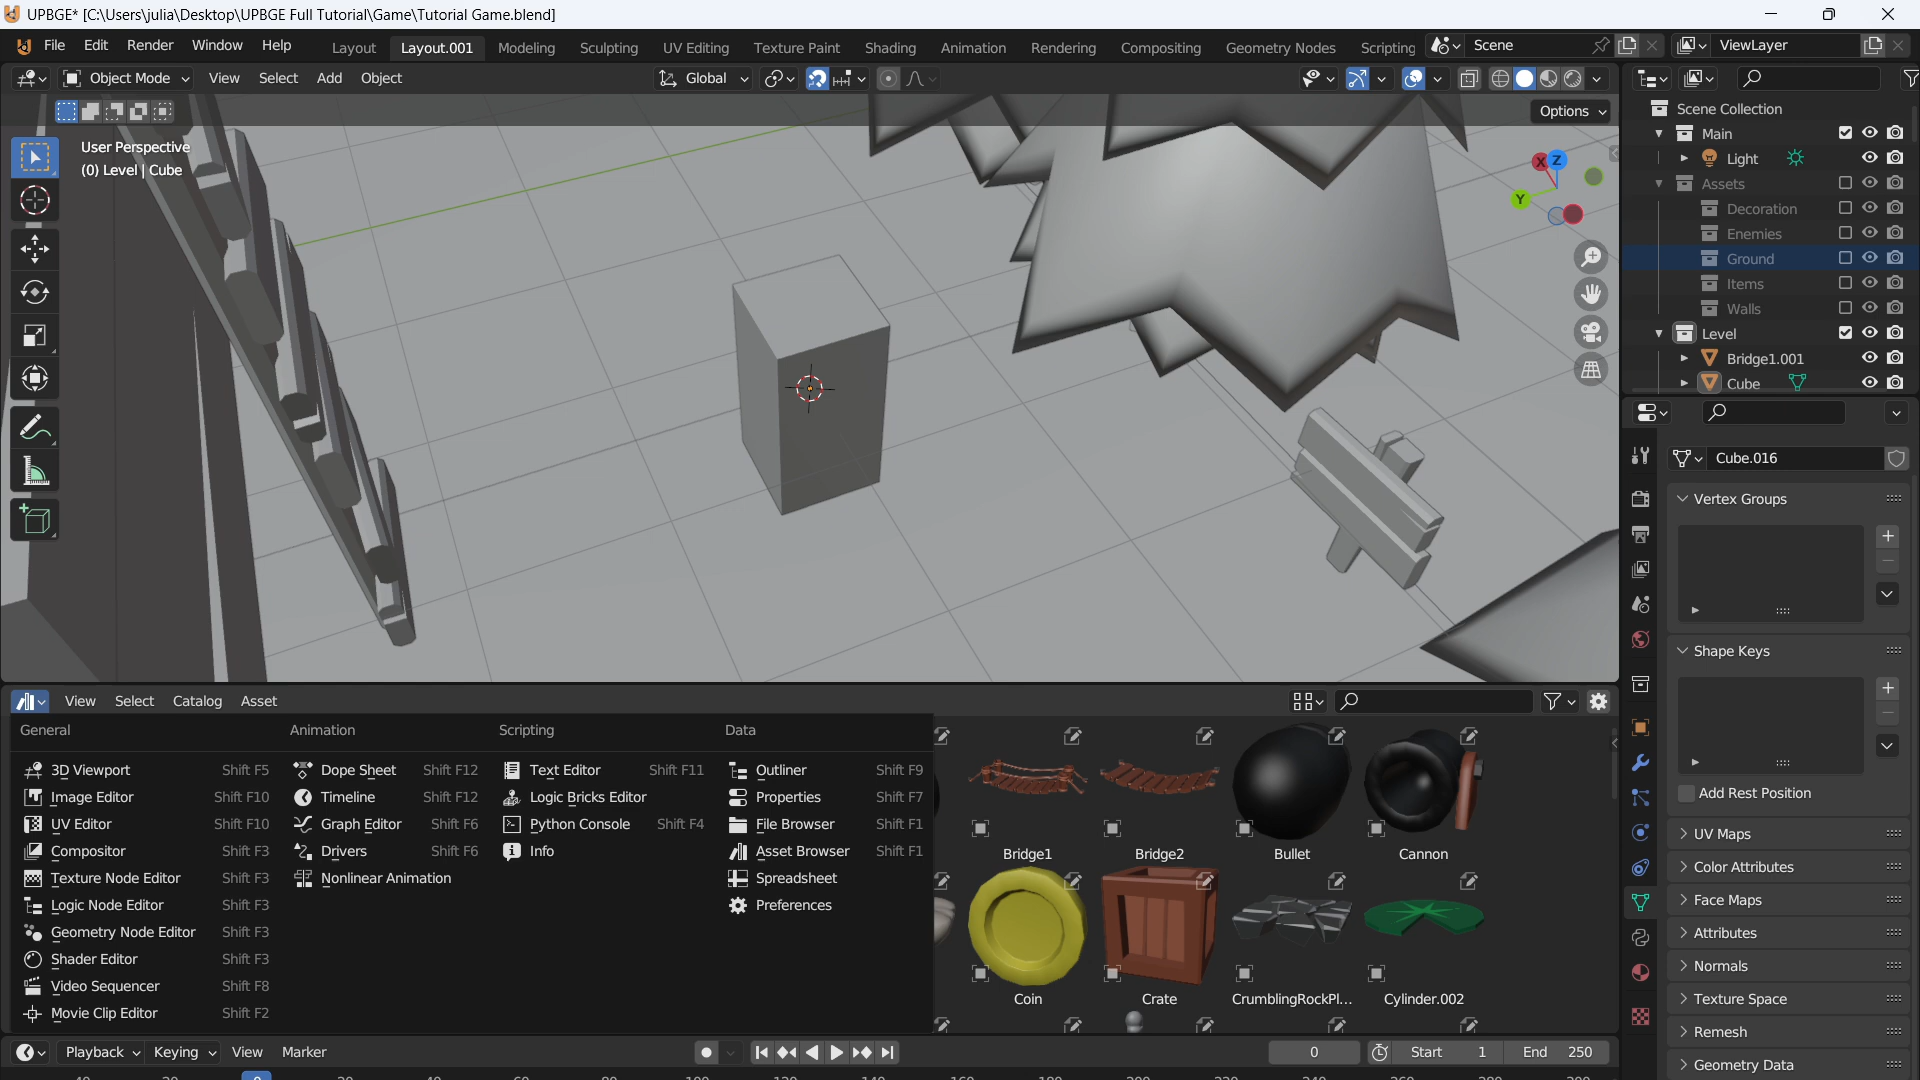 UPBGE* [C:\Users\julia\Desktop\UPBGE Full Tutorial\Game\Tutorial Game.blend]
File Edit Render Window Help Layout Layout.001 Modeling Sculpting UV Editing Texture Paint Shading Animation Rendering Compositing Geometry Nodes Scripting Scene ViewLayer
Object Mode View Select Add Object Global
Options
User Perspective
(0) Level | Cube
X Z
Y
Scene Collection
Main
Light
Assets
Decoration
Enemies
Ground
Items
Walls
Level
Bridge1.001
Cube
Cube.016
Vertex Groups
Shape Keys
Add Rest Position
UV Maps
Color Attributes
Face Maps
Attributes
Normals
Texture Space
Remesh
Geometry Data
View Select Catalog Asset
General Animation Scripting Data
3D Viewport Shift F5 Dope Sheet Shift F12 Text Editor Shift F11 Outliner Shift F9
Image Editor Shift F10 Timeline Shift F12 Logic Bricks Editor Properties Shift F7
UV Editor Shift F10 Graph Editor Shift F6 Python Console Shift F4 File Browser Shift F1
Compositor Shift F3 Drivers Shift F6 Info Asset Browser Shift F1
Texture Node Editor Shift F3 Nonlinear Animation Spreadsheet
Logic Node Editor Shift F3 Preferences
Geometry Node Editor Shift F3
Shader Editor Shift F3
Video Sequencer Shift F8
Movie Clip Editor Shift F2
Bridge1 Bridge2 Bullet Cannon
Coin Crate CrumblingRockPl... Cylinder.002
Playback Keying View Marker 0 Start 1 End 250